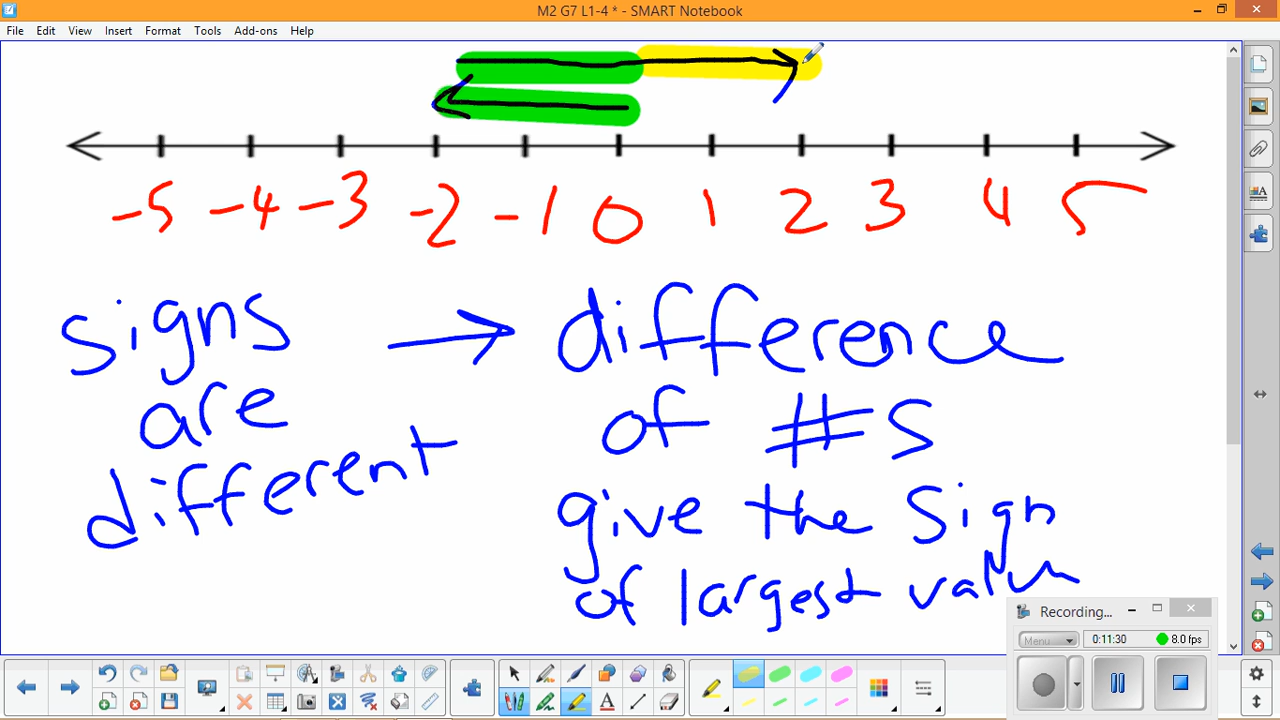 M2 G7 L1-4 * - SMART Notebook
File Edit View Insert Format Tools Add-ons Help
-5 -4 -3 -2 -1 0 1 2 3 4 5
signs → difference
are of #s
different give the sign
of largest value
Recording...
Menu 0:11:30 8.0 fps